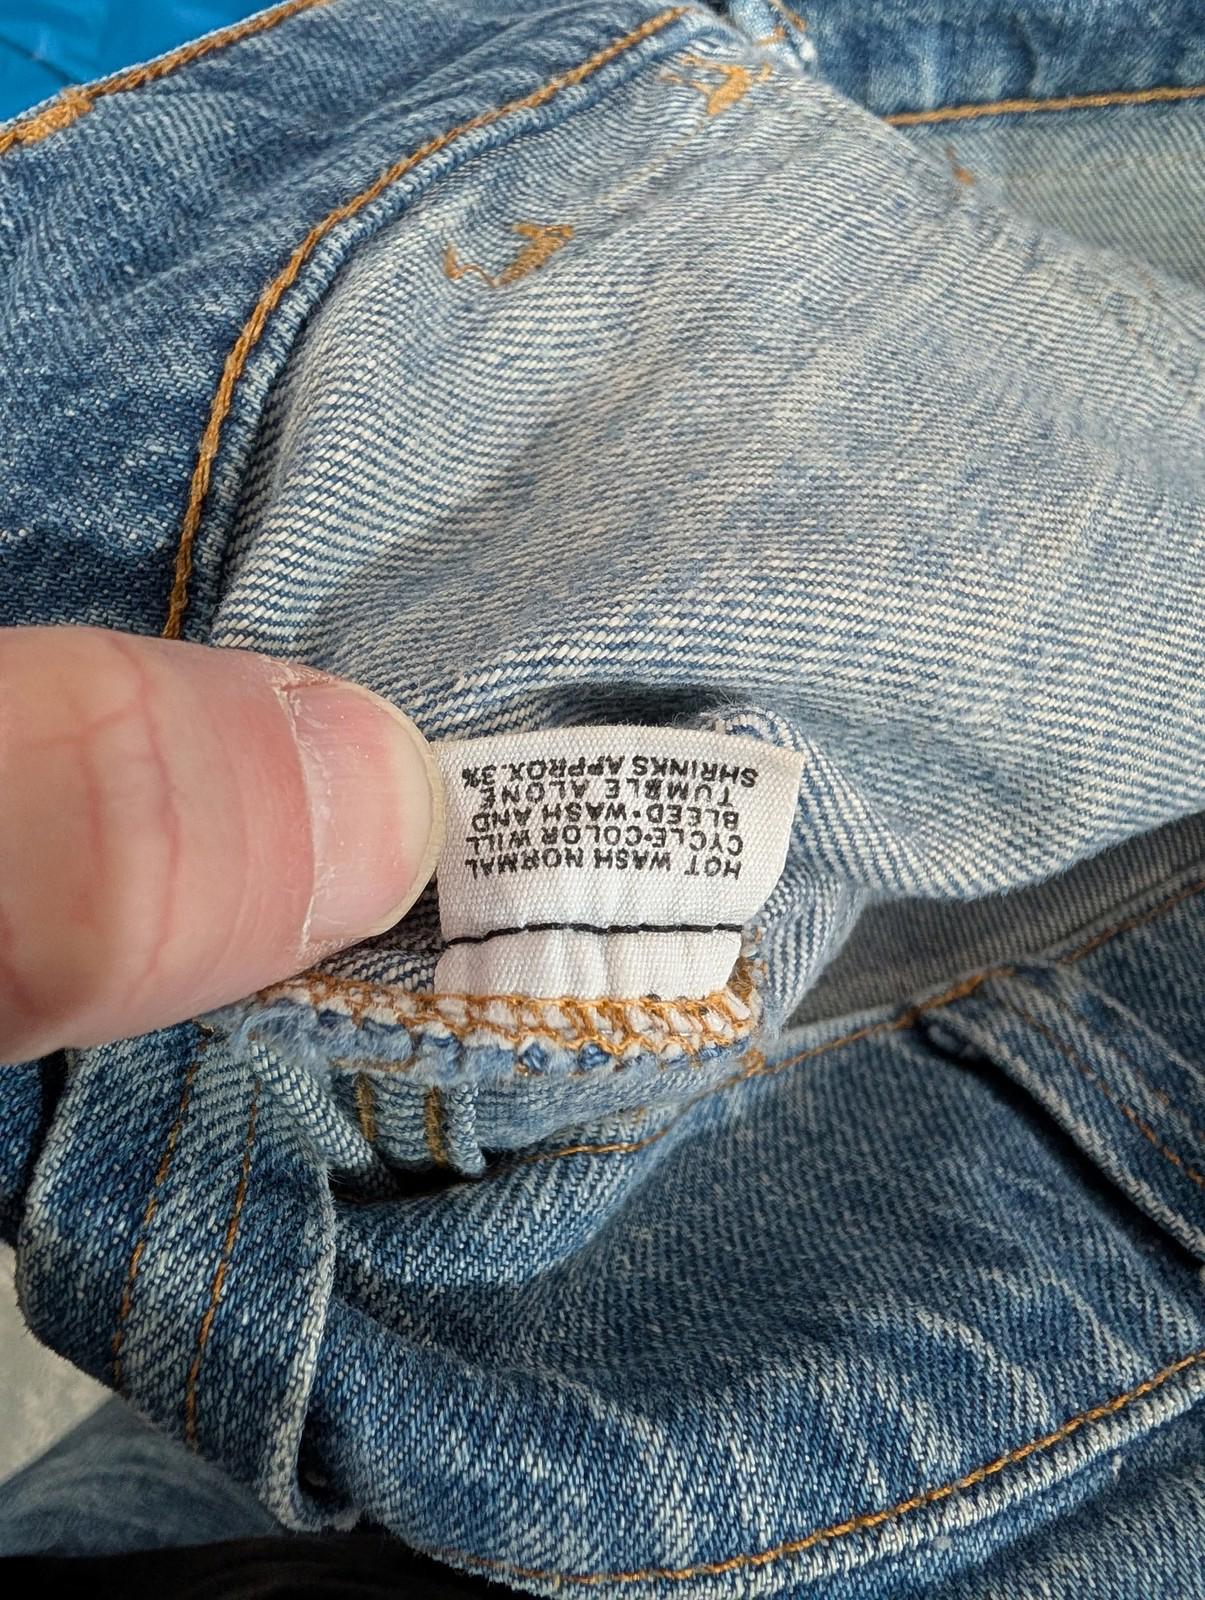 HOT WASH NORMAL
CYCLE•COLOR WILL
BLEED•WASH AND
TUMBLE ALONE
SHRINKS APPROX.3%